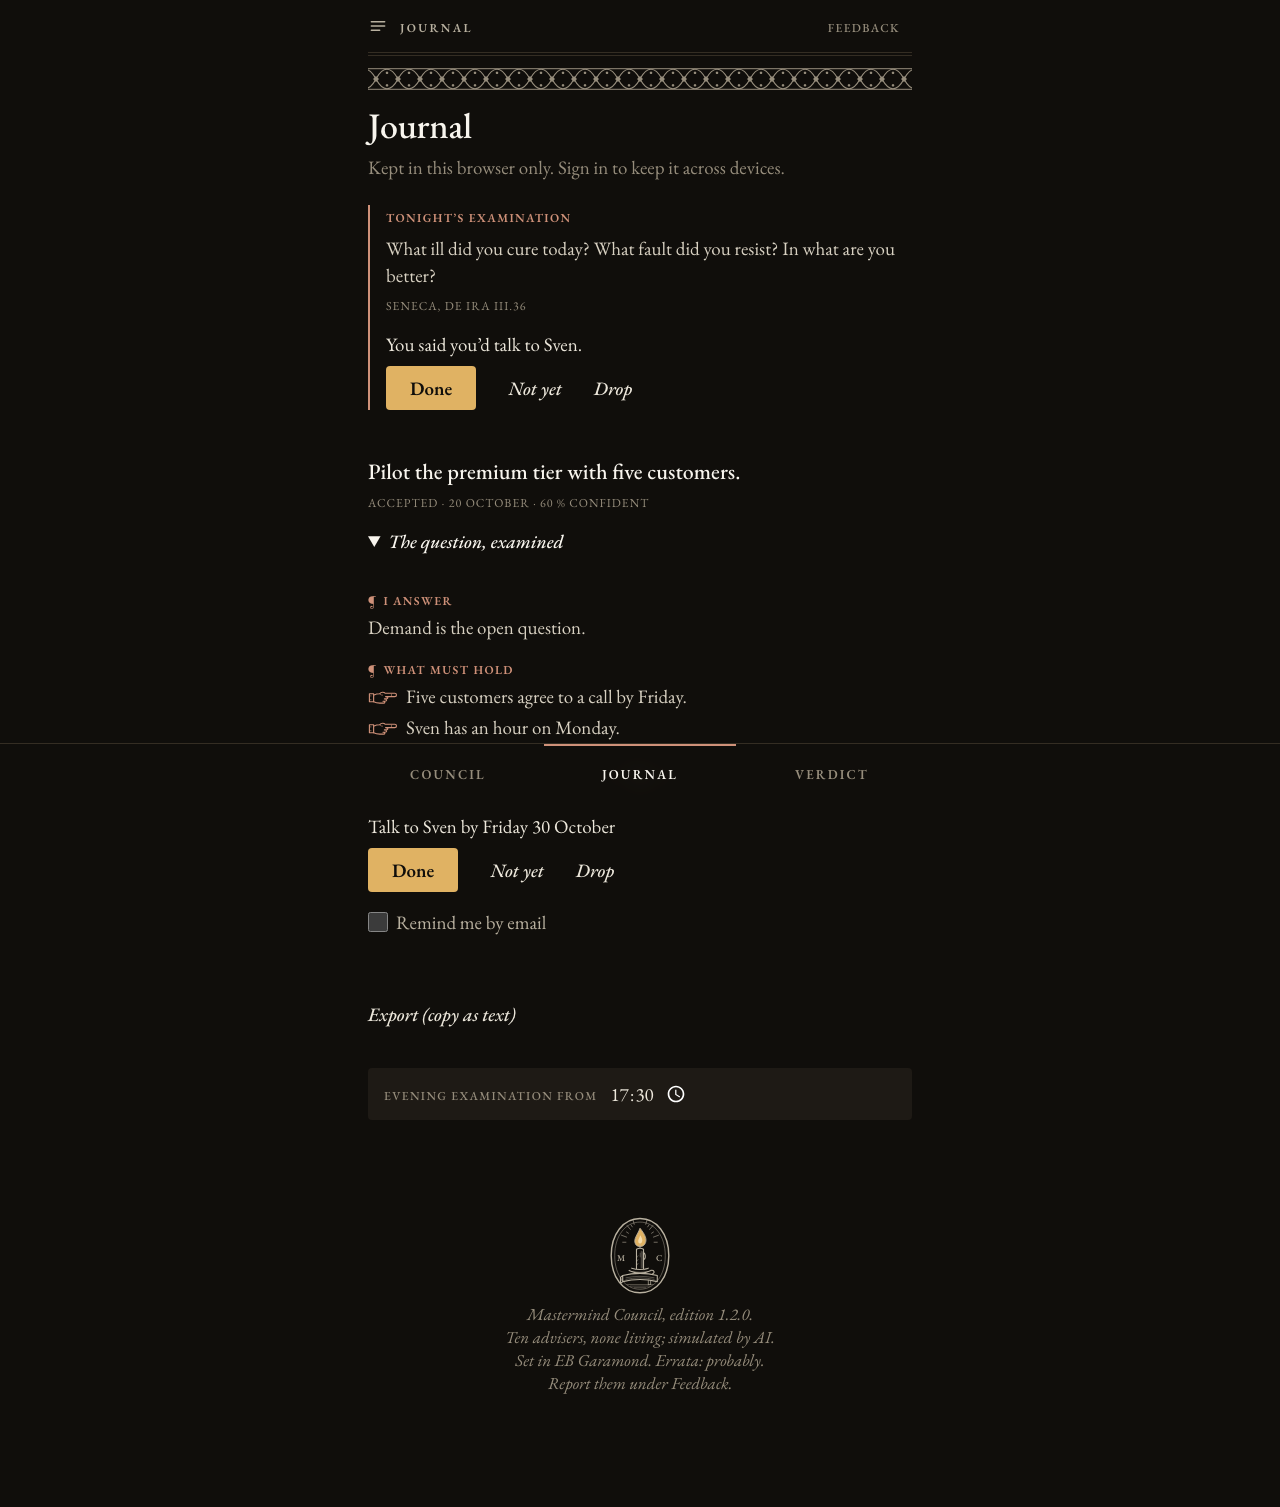 JOURNAL
FEEDBACK
Journal
Kept in this browser only. Sign in to keep it across devices.
TONIGHT’S EXAMINATION
What ill did you cure today? What fault did you resist? In what are you
better?
SENECA, DE IRA III.36
You said you’d talk to Sven.
Done Not yet Drop
Pilot the premium tier with five customers.
ACCEPTED · 20 OCTOBER · 60 % CONFIDENT
▼ The question, examined
¶ I ANSWER
Demand is the open question.
¶ WHAT MUST HOLD
☞ Five customers agree to a call by Friday.
☞ Sven has an hour on Monday.
COUNCIL JOURNAL VERDICT
Talk to Sven by Friday 30 October
Done Not yet Drop
Remind me by email
Export (copy as text)
EVENING EXAMINATION FROM 17:30
M C
Mastermind Council, edition 1.2.0.
Ten advisers, none living; simulated by AI.
Set in EB Garamond. Errata: probably.
Report them under Feedback.